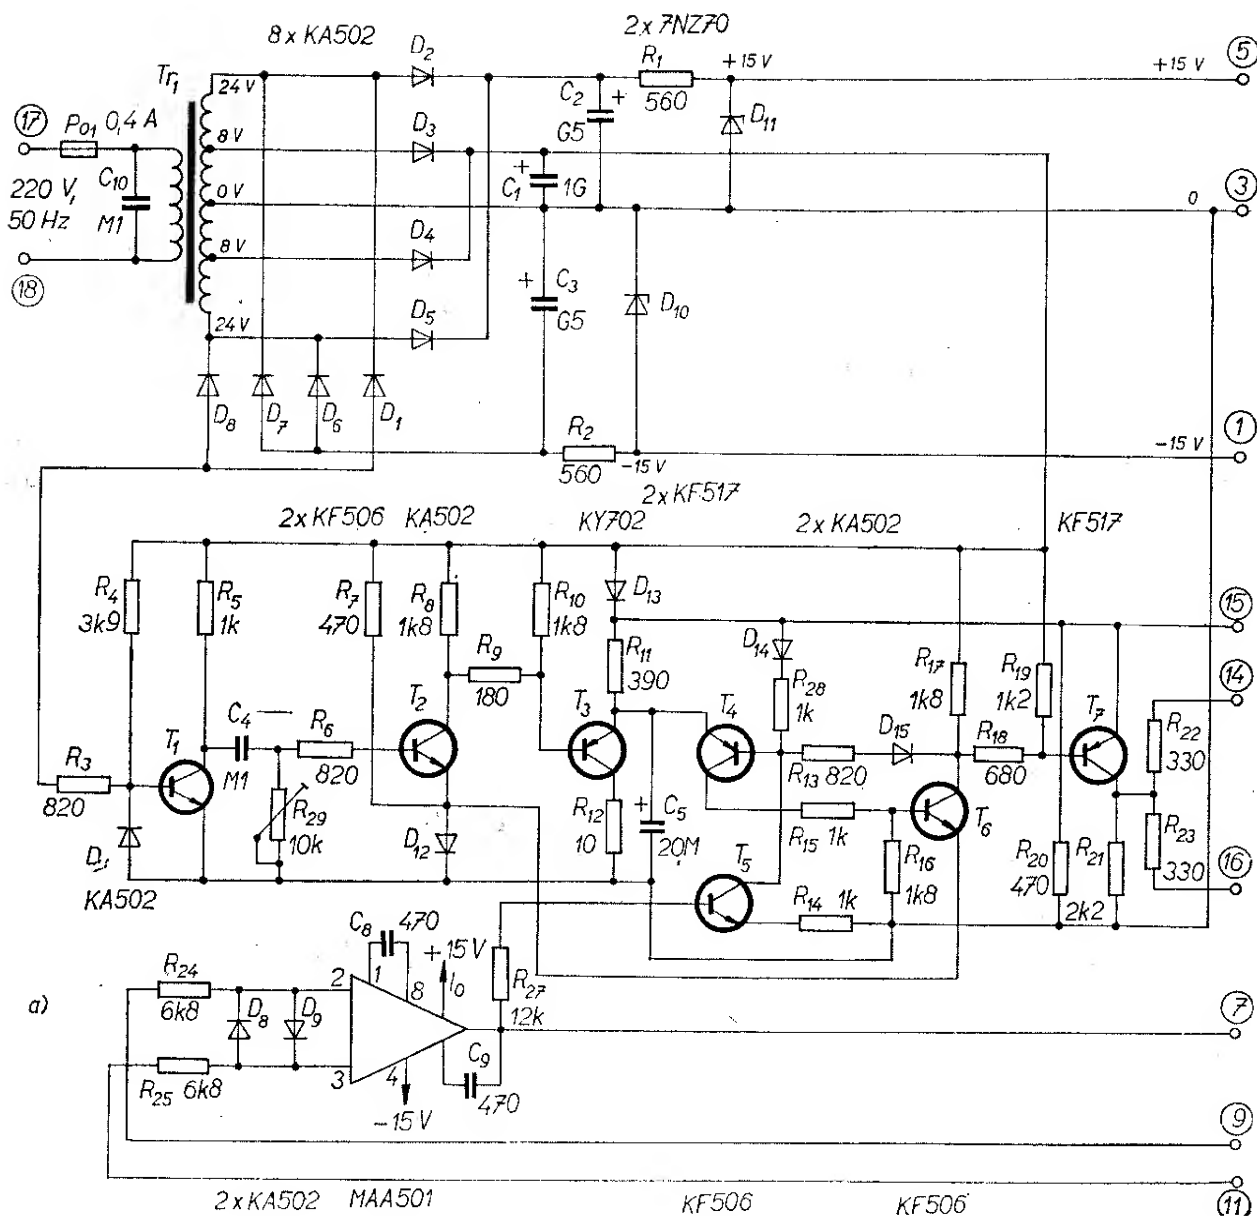 8 x KA502
2 x 7NZ70
Tr1
24 V
8 V
0 V
8 V
24 V
D2
D3
D4
D5
17
Po1 0,4 A
220 V,
50 Hz
C10
M1
18
C2 +
G5
R1
560
+15 V
D11
+15 V
5
+
C1
1G
0
3
+
C3
G5
D10
D8
D7
D6
D1
R2
560
-15 V
-15 V
1
2 x KF506
KA502
2 x KF517
KY702
2 x KA502
KF517
R4
3k9
R5
1k
R7
470
R8
1k8
R10
1k8
D13
15
R9
180
R11
390
D14
R28
1k
R17
1k8
R19
1k2
14
T1
C4
M1
R6
820
T2
T3
T4
D15
R18
680
T7
R22
330
R3
820
R29
10k
R13 820
D1
KA502
D12
R12
10
+
C5
20M
R15 1k
T6
R16
1k8
R20
470
R21
2k2
R23
330
16
T5
R14 1k
C8
470
+15 V
R24
6k8
D8
D9
2
1
8
10
R27
12k
7
a)
R25 6k8
3
4
-15 V
C9
470
9
2 x KA502
MAA501
KF506
KF506
11